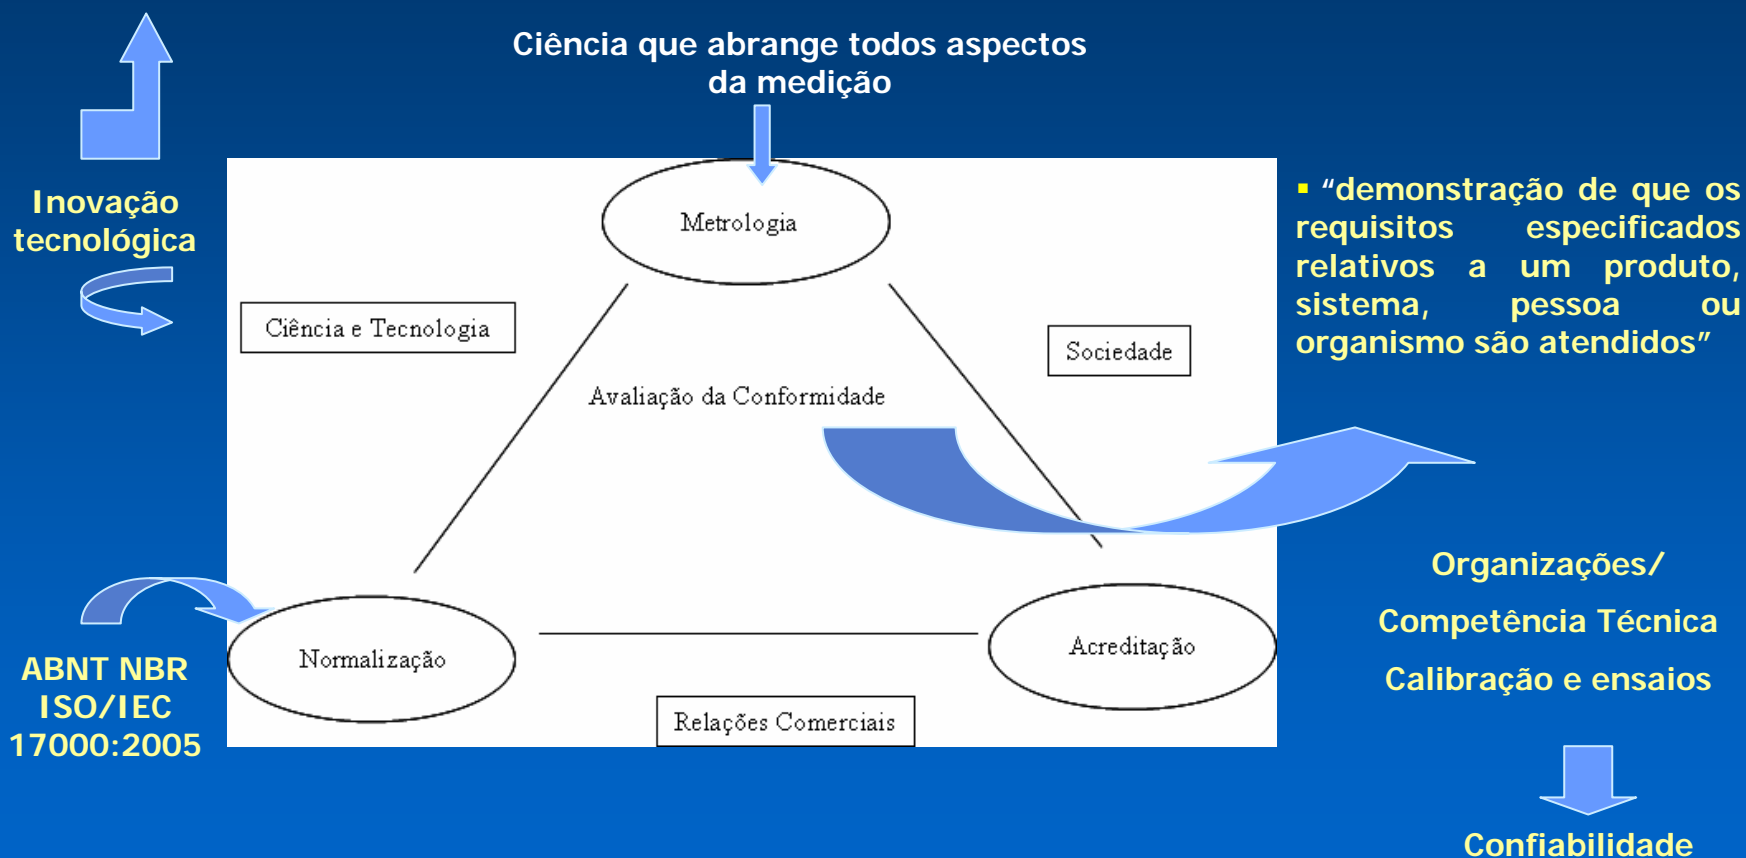 Ciência que abrange todos aspectos
da medição
Inovação
tecnológica
Metrologia
▪ “demonstração de que os
requisitos especificados
relativos a um produto,
sistema, pessoa ou
organismo são atendidos”
Ciência e Tecnologia
Sociedade
Avaliação da Conformidade
Organizações/
Competência Técnica
Calibração e ensaios
Normalização
Acreditação
ABNT NBR
ISO/IEC
17000:2005
Relações Comerciais
Confiabilidade